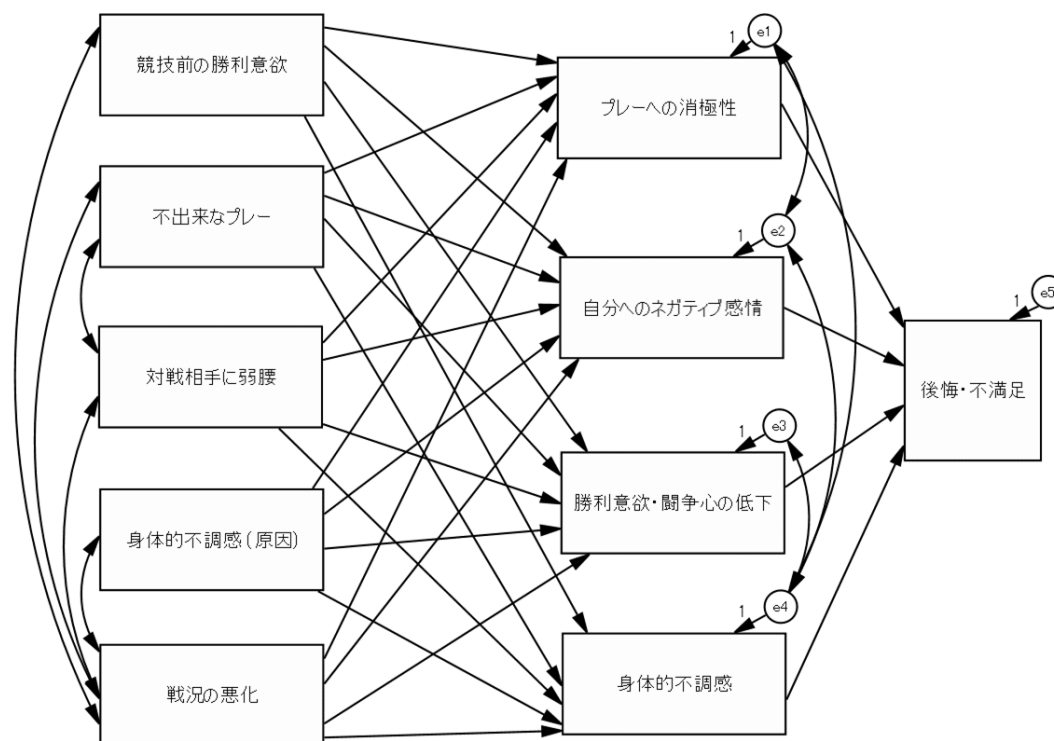 競技前の勝利意欲
不出来なプレー
対戦相手に弱腰
身体的不調感(原因)
戦況の悪化
1
e1
プレーへの消極性
1
e2
自分へのネガティブ感情
1
e3
勝利意欲・闘争心の低下
1
e4
身体的不調感
1
e5
後悔・不満足